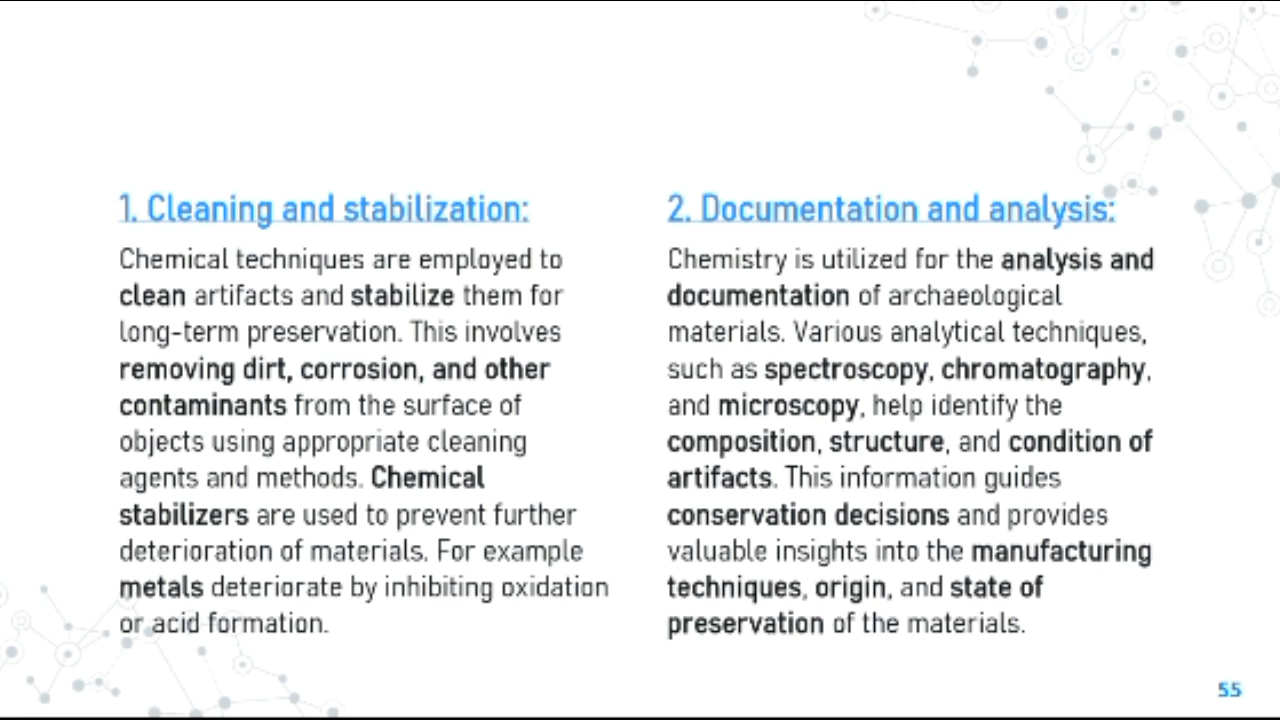 1. Cleaning and stabilization:
Chemical techniques are employed to
clean artifacts and stabilize them for
long-term preservation. This involves
removing dirt, corrosion, and other
contaminants from the surface of
objects using appropriate cleaning
agents and methods. Chemical
stabilizers are used to prevent further
deterioration of materials. For example
metals deteriorate by inhibiting oxidation
or acid formation.
2. Documentation and analysis:
Chemistry is utilized for the analysis and
documentation of archaeological
materials. Various analytical techniques,
such as spectroscopy, chromatography,
and microscopy, help identify the
composition, structure, and condition of
artifacts. This information guides
conservation decisions and provides
valuable insights into the manufacturing
techniques, origin, and state of
preservation of the materials.
55